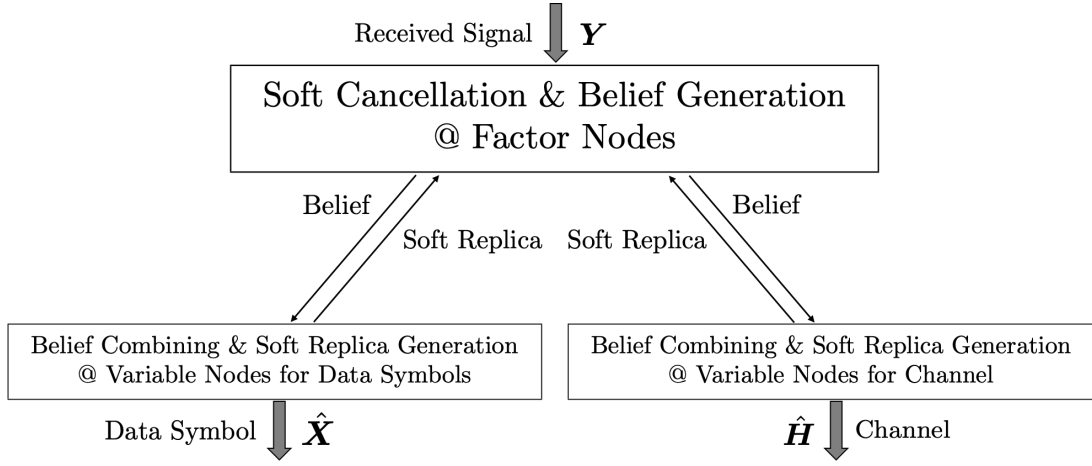 Received Signal Y
Soft Cancellation & Belief Generation
@ Factor Nodes
Belief
Soft Replica
Soft Replica
Belief
Belief Combining & Soft Replica Generation
@ Variable Nodes for Data Symbols
Belief Combining & Soft Replica Generation
@ Variable Nodes for Channel
Data Symbol X̂
Ĥ Channel